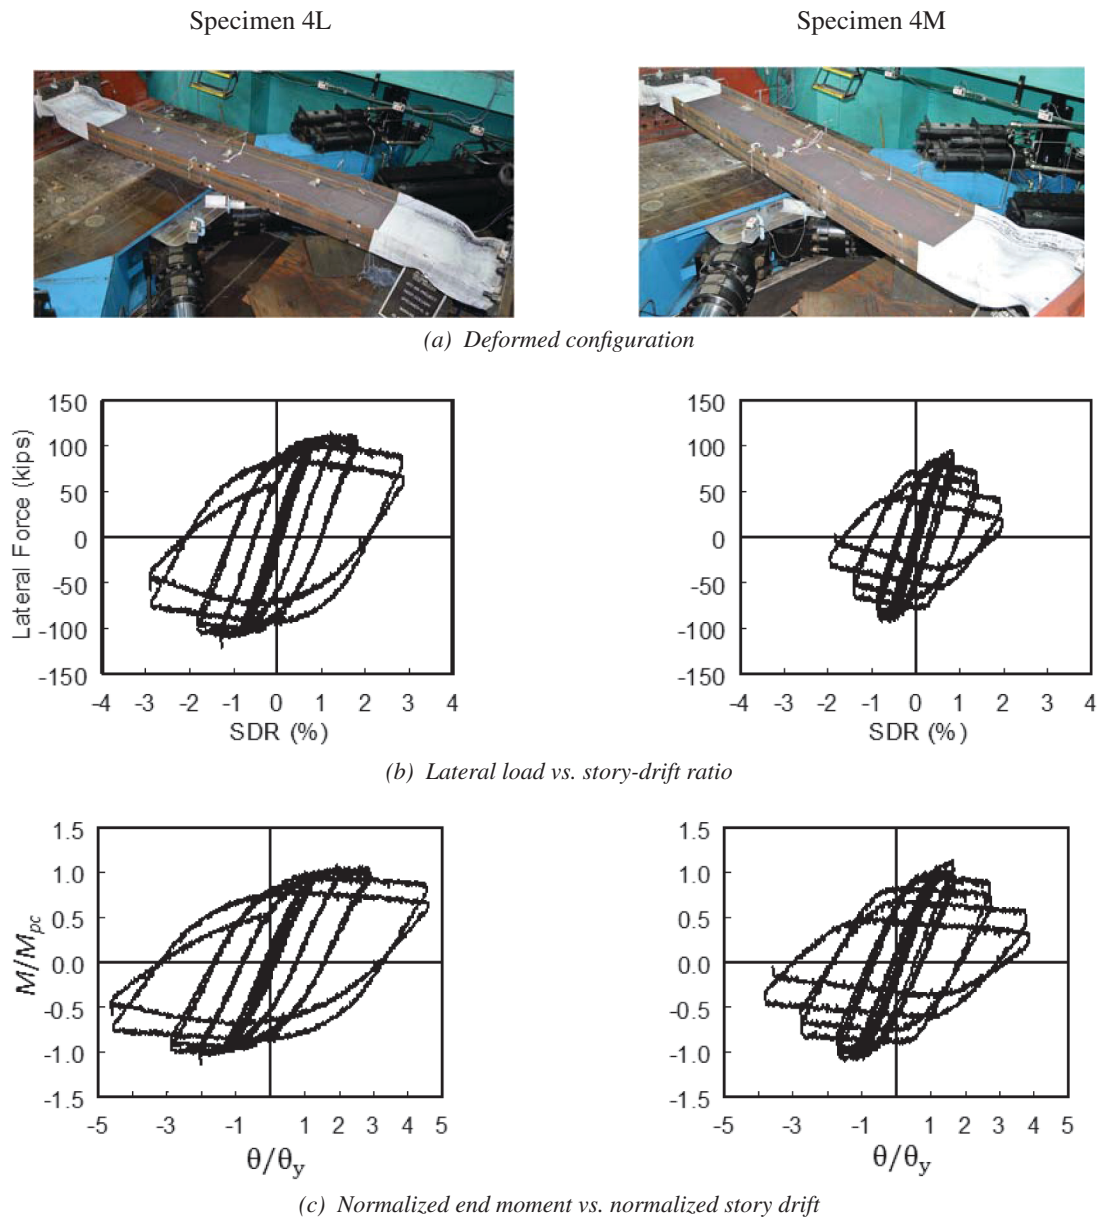 Specimen 4L
Specimen 4M
(a) Deformed configuration
150
100
50
0
-50
-100
-150
Lateral Force (kips)
-4 -3 -2 -1 0 1 2 3 4
SDR (%)
150
100
50
0
-50
-100
-150
-4 -3 -2 -1 0 1 2 3 4
SDR (%)
(b) Lateral load vs. story-drift ratio
1.5
1.0
0.5
0.0
-0.5
-1.0
-1.5
M/Mpc
-5 -3 -1 1 2 3 4 5
θ/θy
1.5
1.0
0.5
0.0
-0.5
-1.0
-1.5
-5 -4 -3 -1 1 2 3 4 5
θ/θy
(c) Normalized end moment vs. normalized story drift